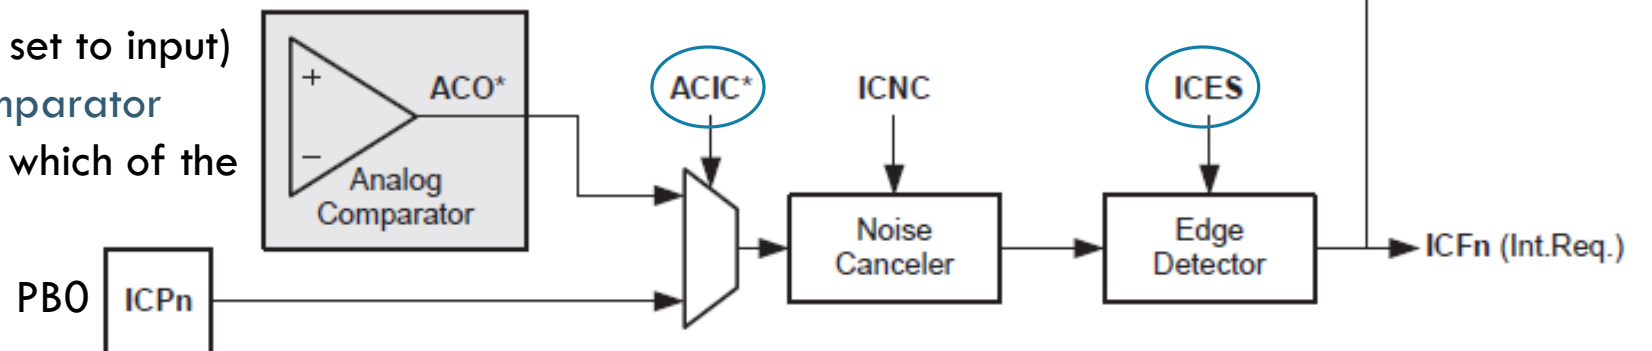 set to input)
mparator
which of the
+
−
ACO*
Analog
Comparator
ACIC*
ICNC
ICES
Noise
Canceler
Edge
Detector
ICFn (Int.Req.)
PB0
ICPn